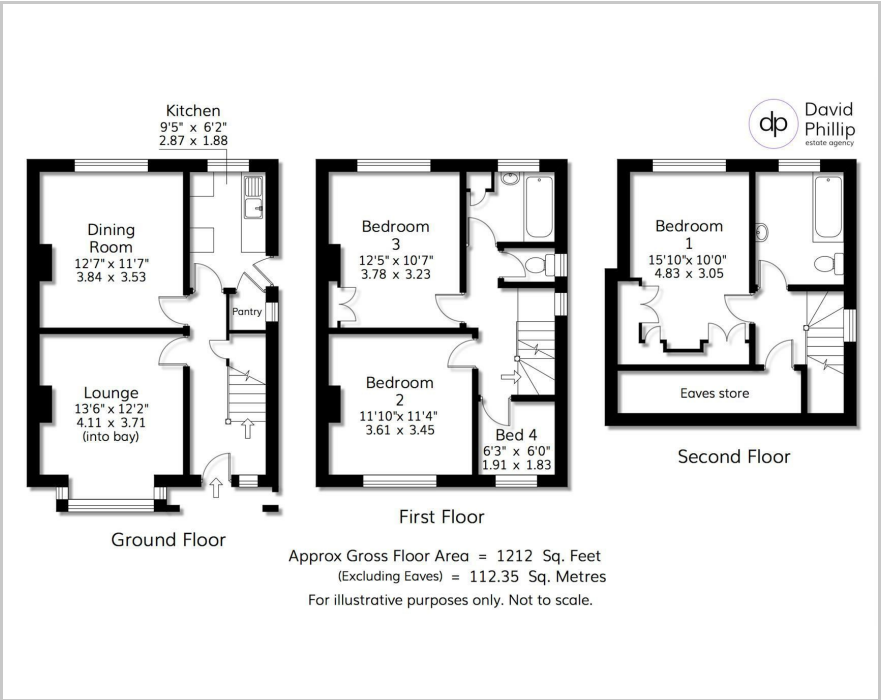 David
dp Phillip
estate agency
Kitchen
9'5" x 6'2"
2.87 x 1.88
Dining
Room
12'7" x 11'7"
3.84 x 3.53
Pantry
Lounge
13'6" x 12'2"
4.11 x 3.71
(into bay)
Ground Floor
Bedroom
3
12'5" x 10'7"
3.78 x 3.23
Bedroom
2
11'10"x 11'4"
3.61 x 3.45
Bed 4
6'3" x 6'0"
1.91 x 1.83
First Floor
Bedroom
1
15'10"x 10'0"
4.83 x 3.05
Eaves store
Second Floor
Approx Gross Floor Area = 1212 Sq. Feet
(Excluding Eaves) = 112.35 Sq. Metres
For illustrative purposes only. Not to scale.